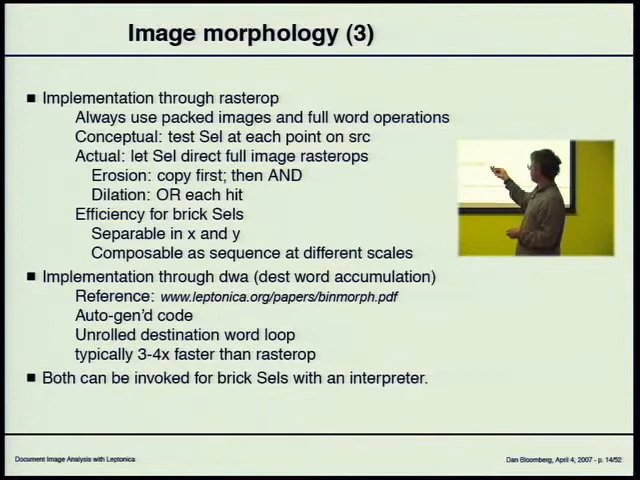 Image morphology (3)
Implementation through rasterop
Always use packed images and full word operations
Conceptual: test Sel at each point on src
Actual: let Sel direct full image rasterops
Erosion: copy first; then AND
Dilation: OR each hit
Efficiency for brick Sels
Separable in x and y
Composable as sequence at different scales
Implementation through dwa (dest word accumulation)
Reference: www.leptonica.org/papers/binmorph.pdf
Auto-gen'd code
Unrolled destination word loop
typically 3-4x faster than rasterop
Both can be invoked for brick Sels with an interpreter.
Document Image Analysis with Leptonica
Dan Bloomberg, April 4, 2007 - p. 14/52